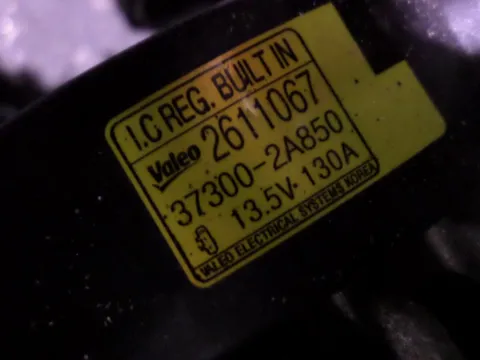 I.C REG. BUILT IN
Valeo 2611067
37300-2A850
13.5V 130A
VALEO ELECTRICAL SYSTEMS KOREA